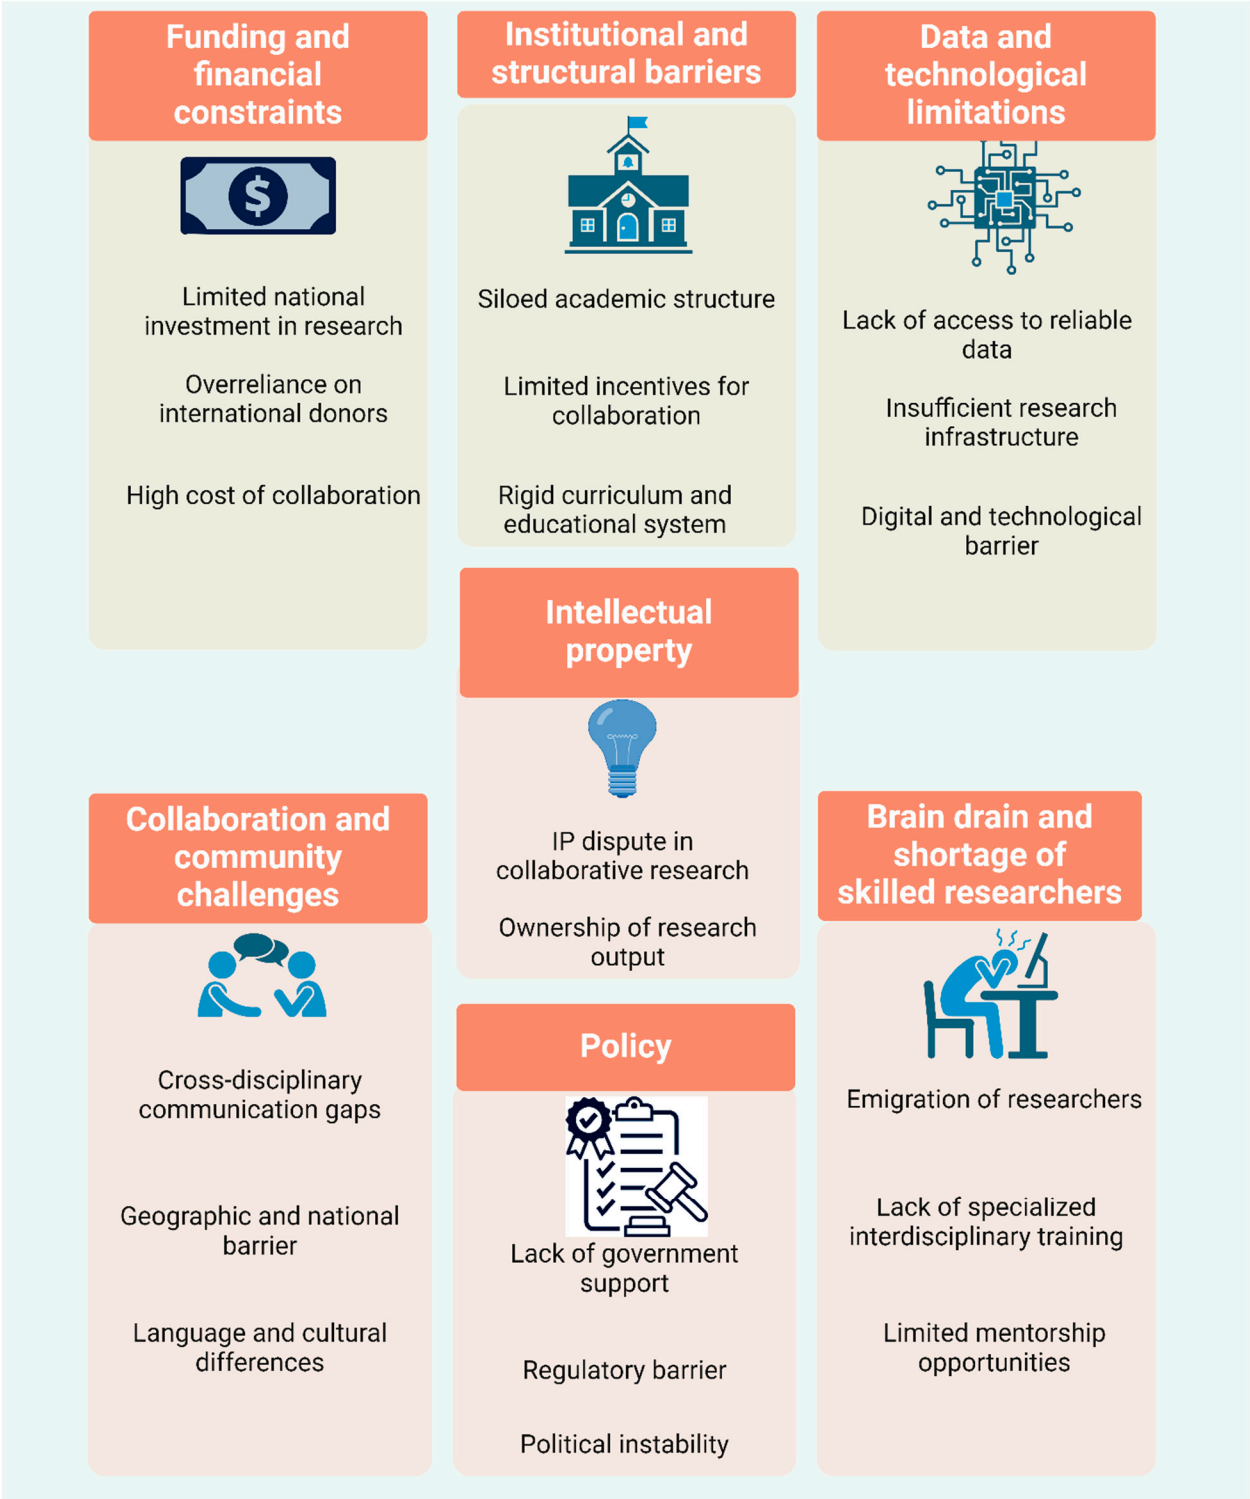 Funding and
financial
constraints
$
Limited national
investment in research
Overreliance on
international donors
High cost of collaboration
Institutional and
structural barriers
Siloed academic structure
Limited incentives for
collaboration
Rigid curriculum and
educational system
Data and
technological
limitations
Lack of access to reliable
data
Insufficient research
infrastructure
Digital and technological
barrier
Intellectual
property
IP dispute in
collaborative research
Ownership of research
output
Collaboration and
community
challenges
Cross-disciplinary
communication gaps
Geographic and national
barrier
Language and cultural
differences
Policy
Lack of government
support
Regulatory barrier
Political instability
Brain drain and
shortage of
skilled researchers
Emigration of researchers
Lack of specialized
interdisciplinary training
Limited mentorship
opportunities